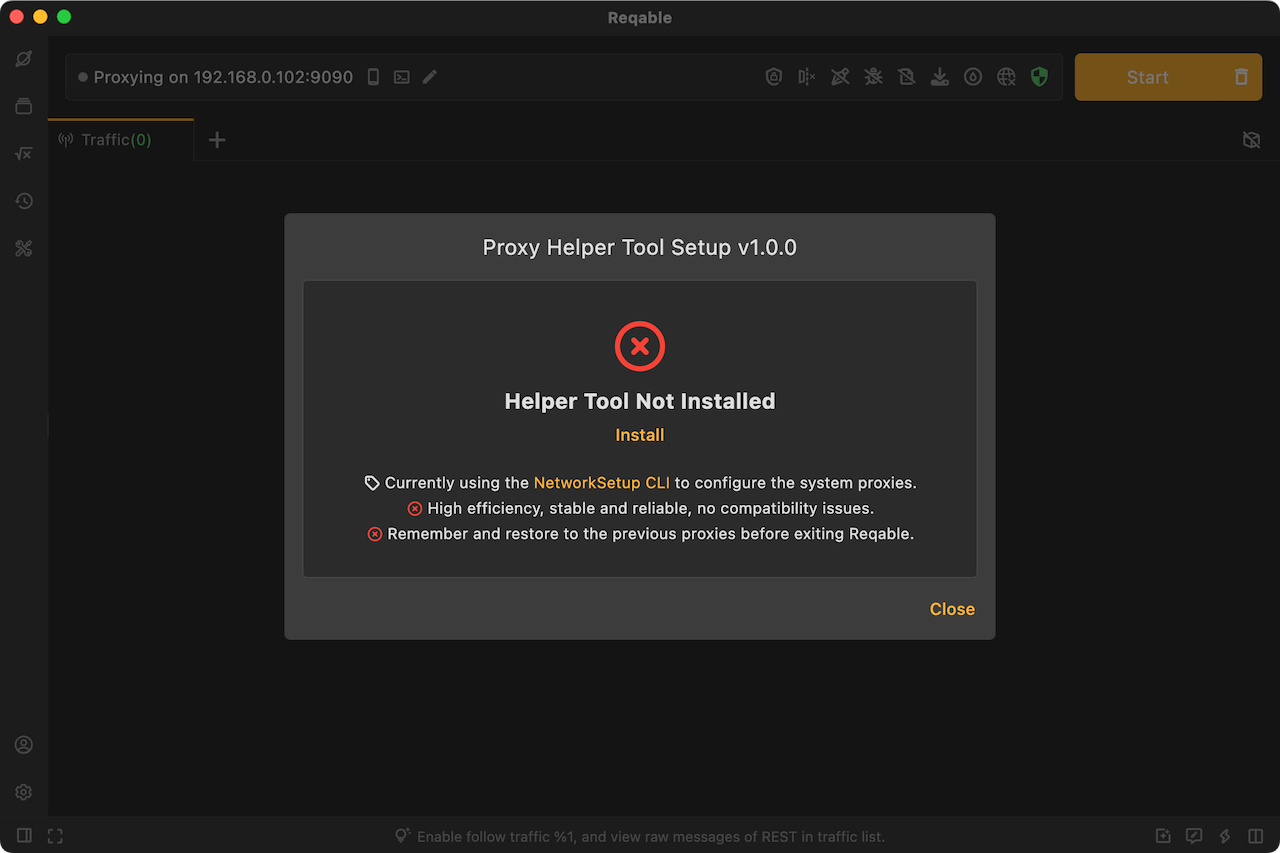 Reqable
Proxying on 192.168.0.102:9090
Start
Traffic(0)
Proxy Helper Tool Setup v1.0.0
Helper Tool Not Installed
Install
Currently using the NetworkSetup CLI to configure the system proxies.
High efficiency, stable and reliable, no compatibility issues.
Remember and restore to the previous proxies before exiting Reqable.
Close
Enable follow traffic %1, and view raw messages of REST in traffic list.